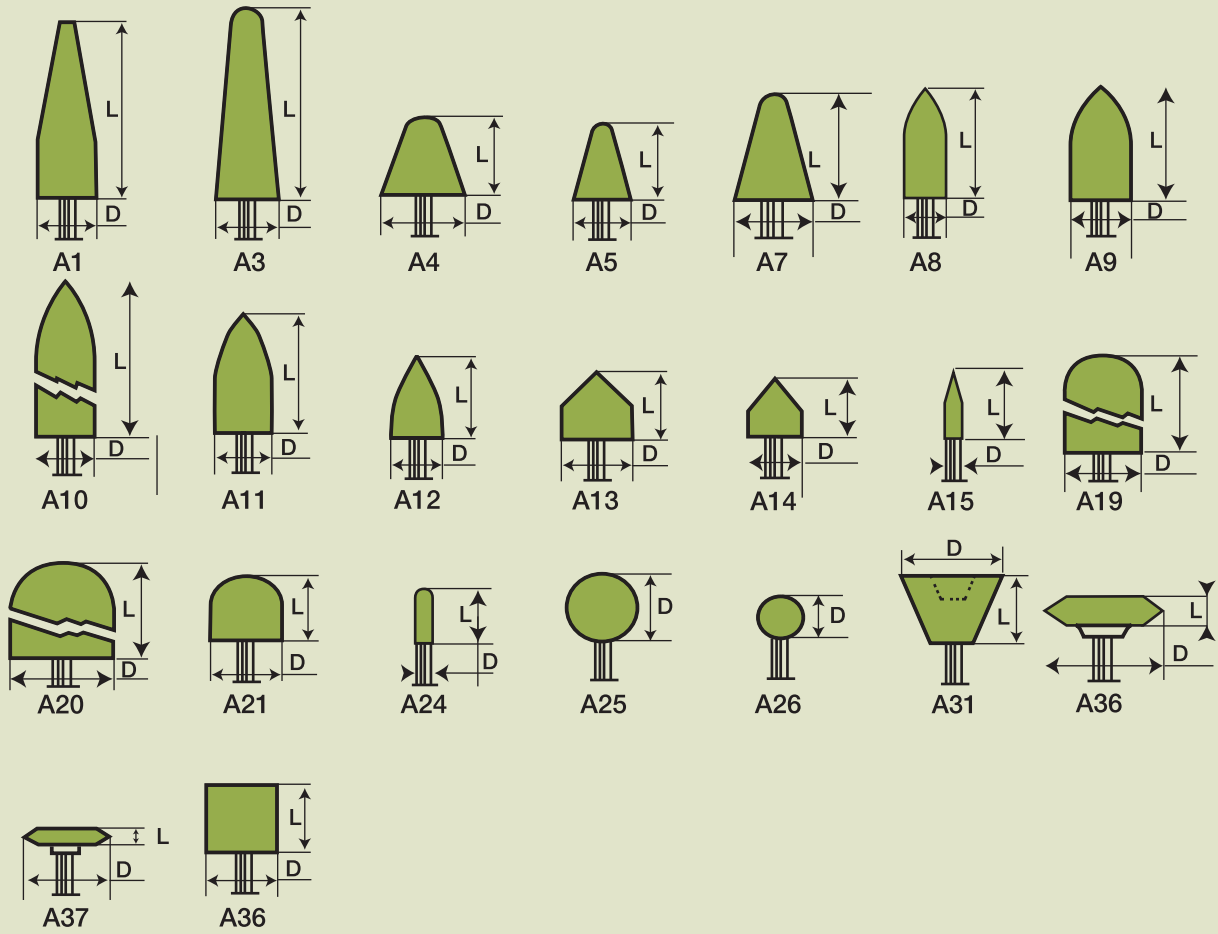 L L L L L L L
D D D D D D D
A1 A3 A4 A5 A7 A8 A9
L L L L L L L
D D D D D D D
A10 A11 A12 A13 A14 A15 A19
D
L L L D D L L
D D D D
A20 A21 A24 A25 A26 A31 A36
L L
D D
A37 A36